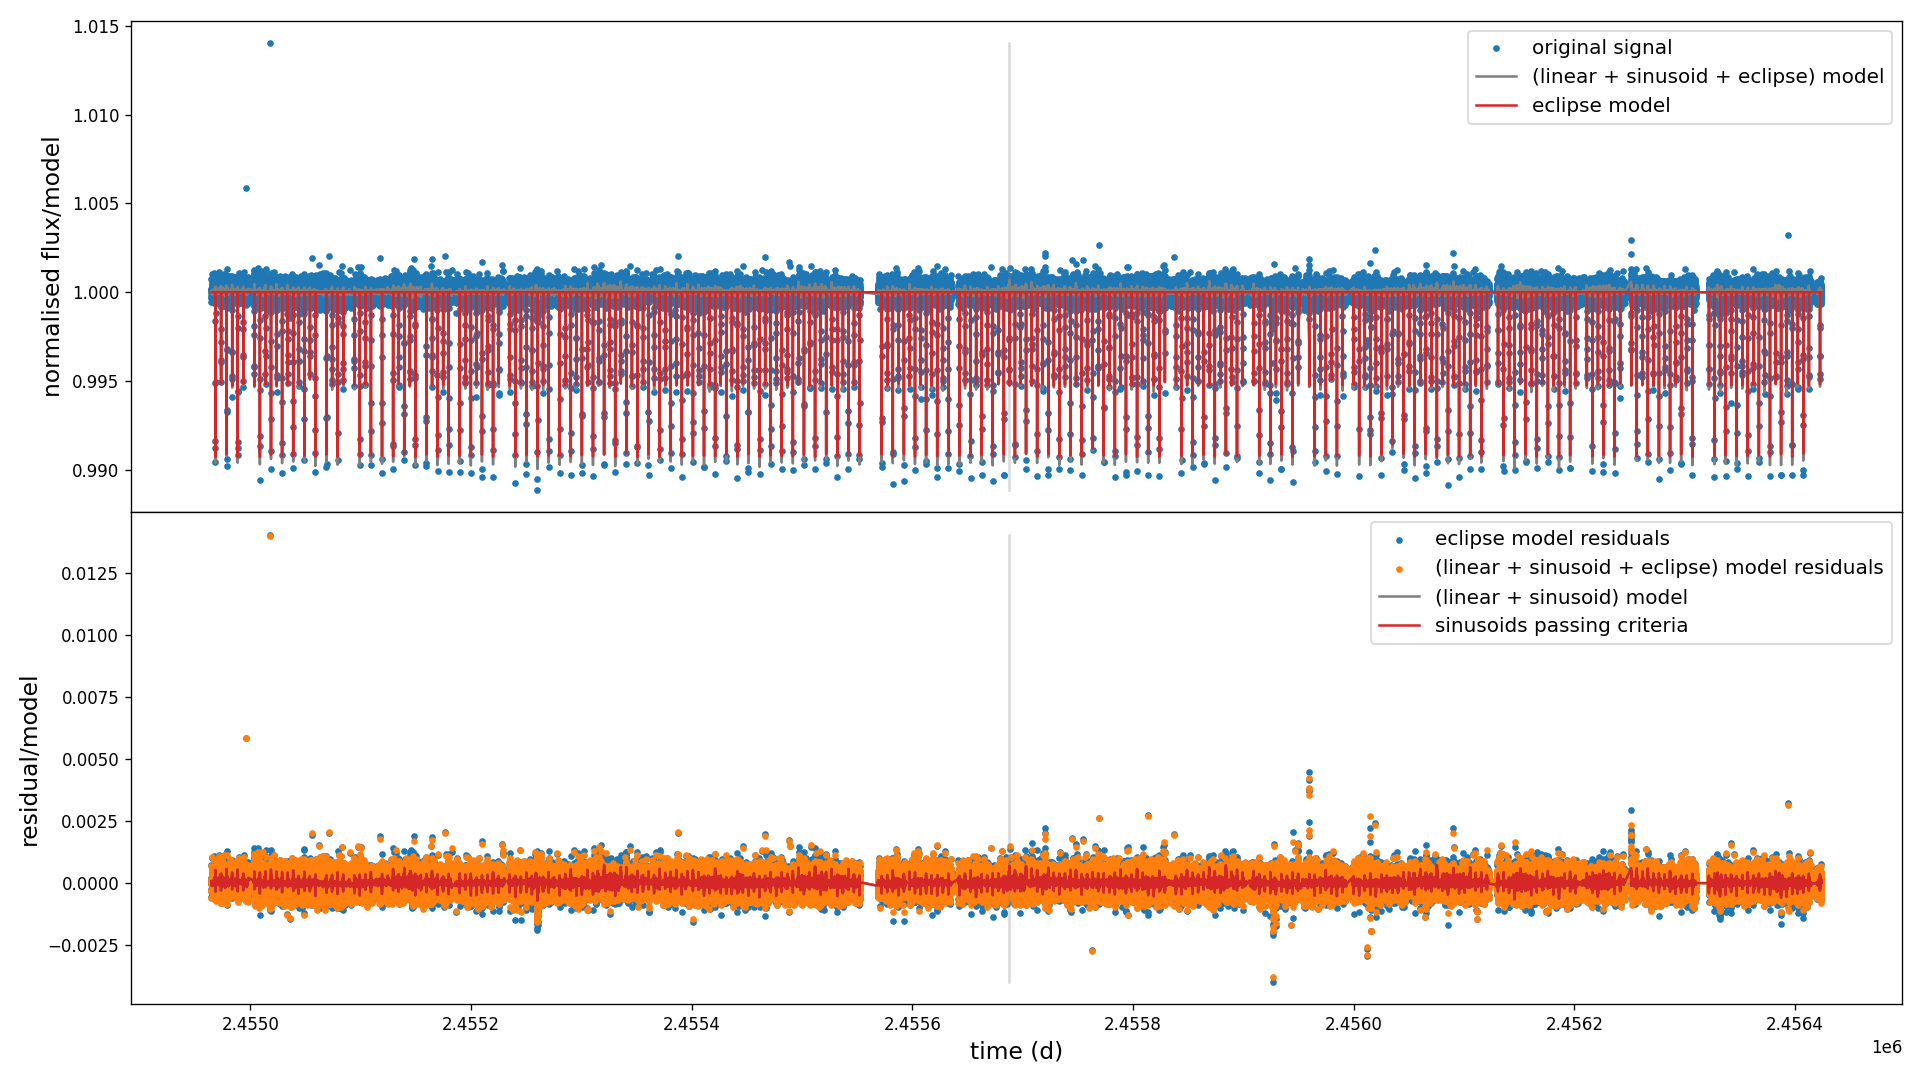 1.015
1.010
1.005
1.000
0.995
0.990
normalised flux/model
original signal
(linear + sinusoid + eclipse) model
eclipse model
0.0125
0.0100
0.0075
0.0050
0.0025
0.0000
−0.0025
residual/model
eclipse model residuals
(linear + sinusoid + eclipse) model residuals
(linear + sinusoid) model
sinusoids passing criteria
2.4550
2.4552
2.4554
2.4556
2.4558
2.4560
2.4562
2.4564
1e6
time (d)